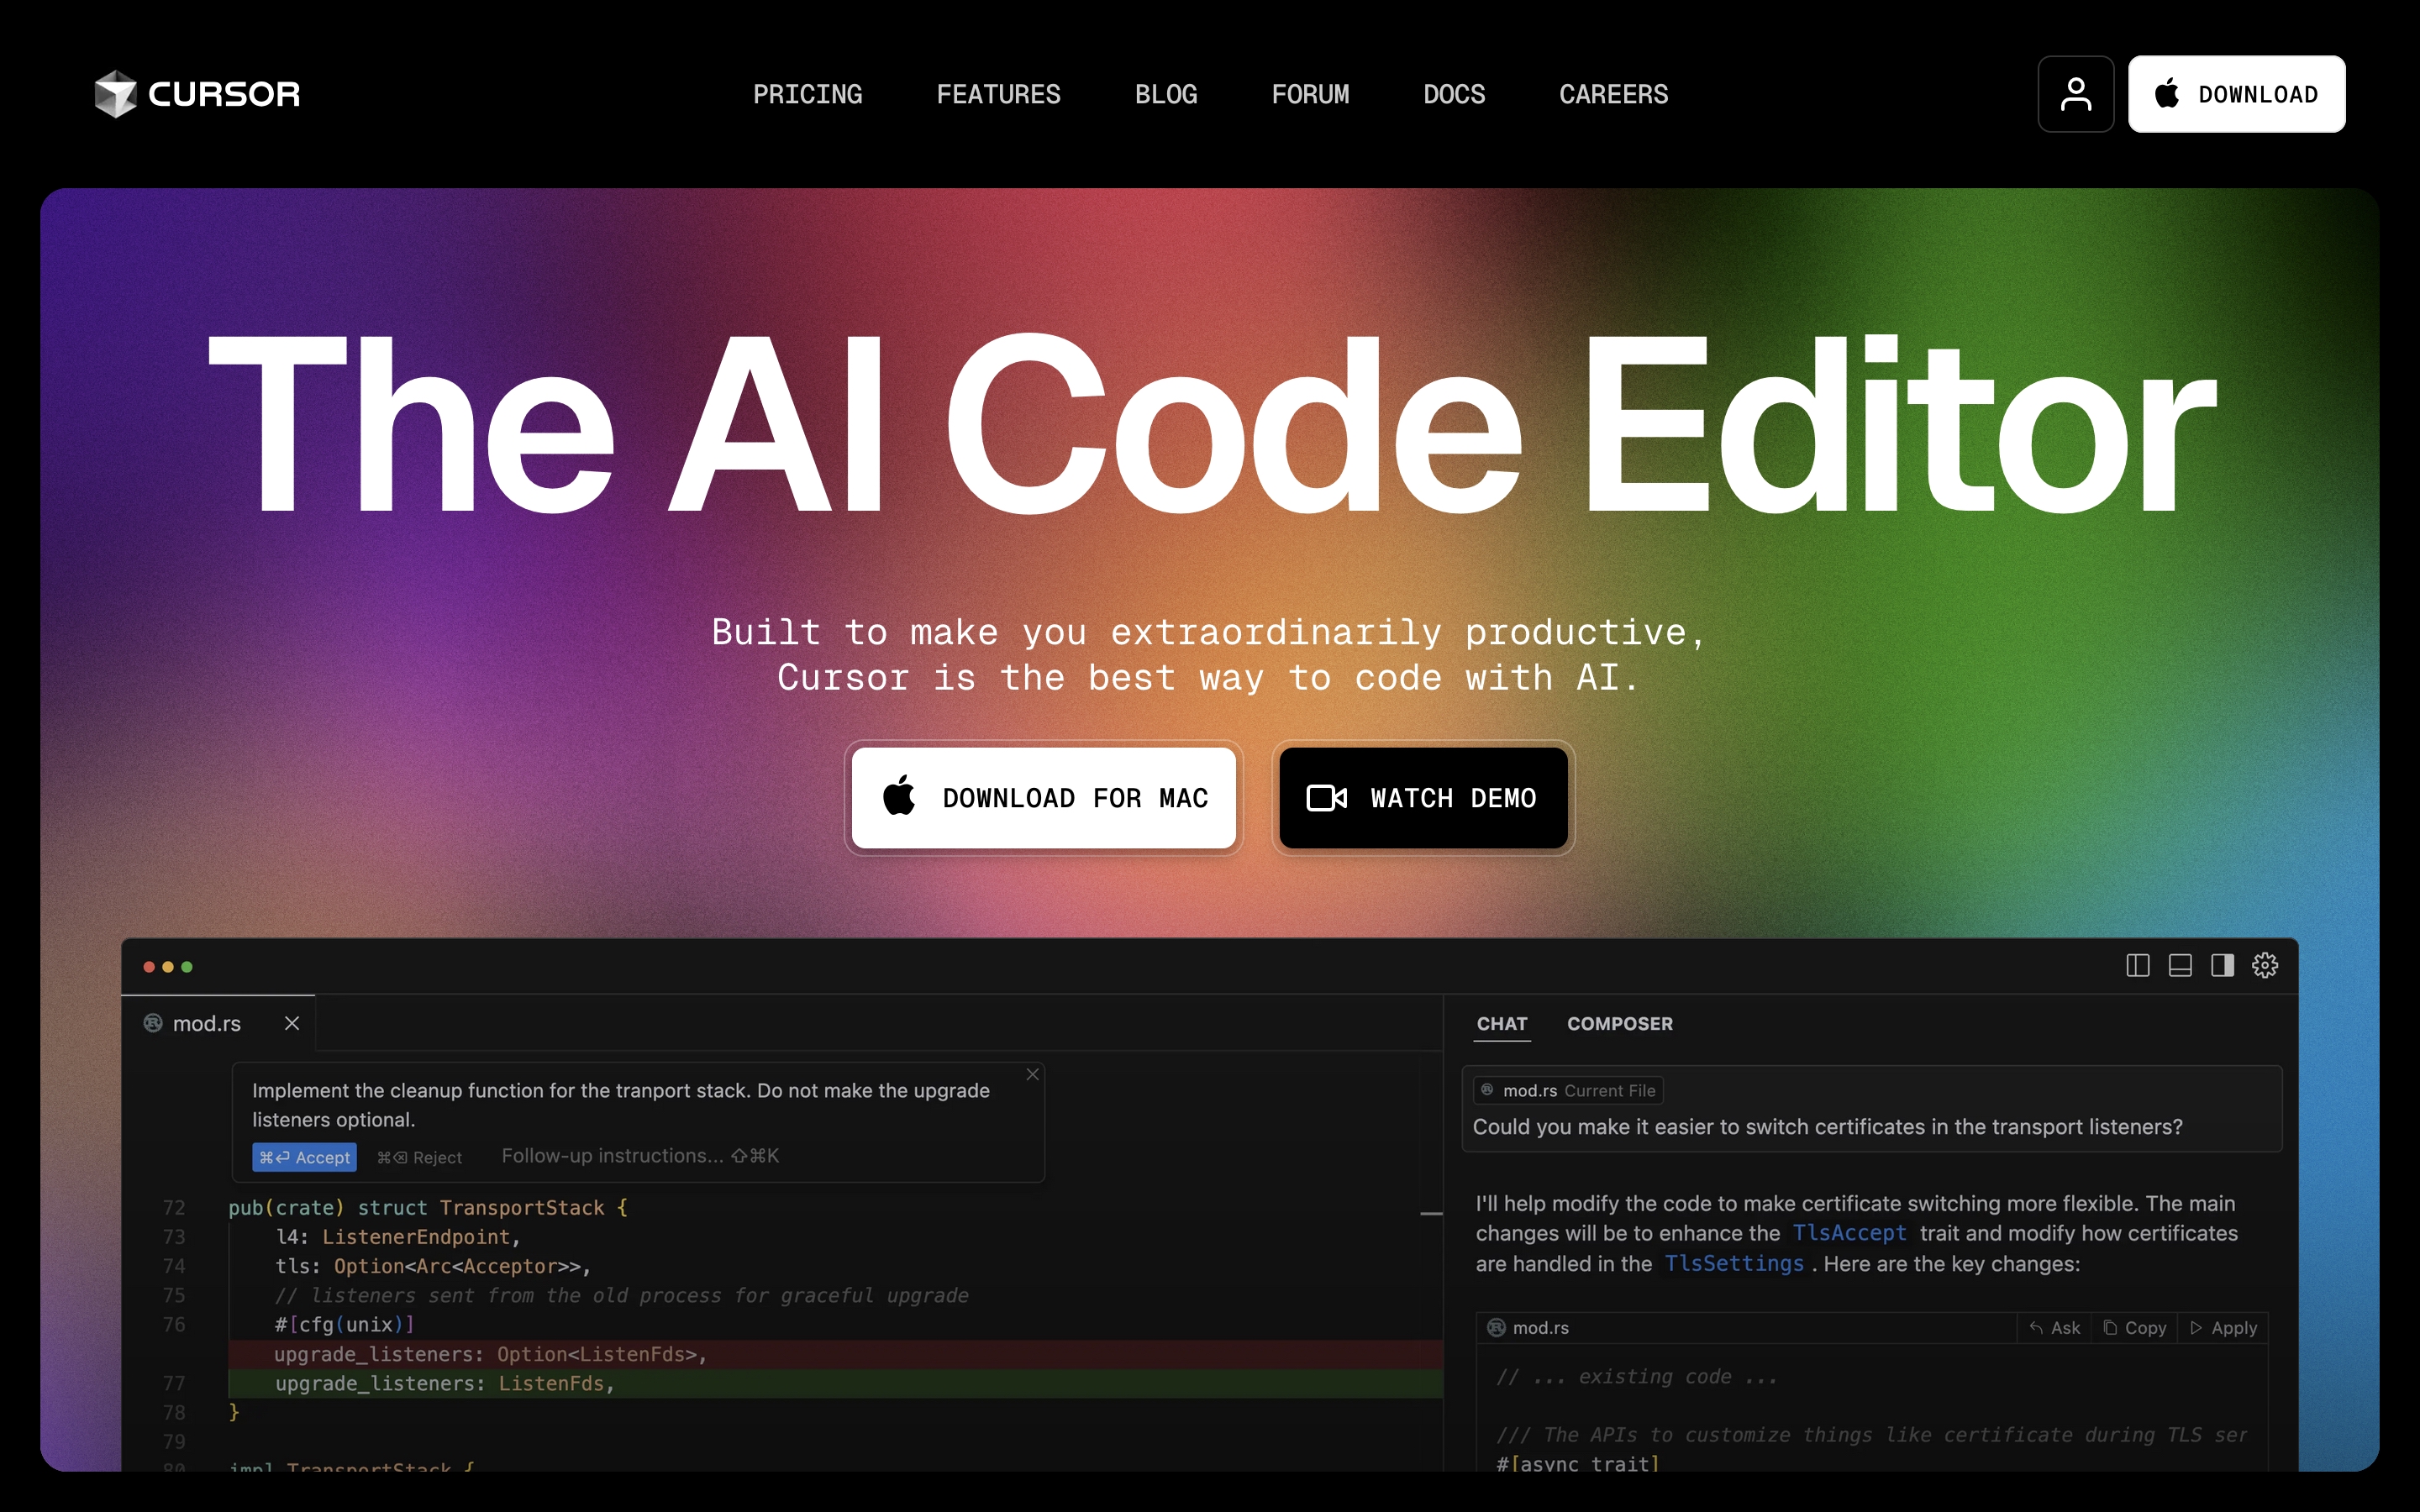 CURSOR
PRICING
FEATURES
BLOG
FORUM
DOCS
CAREERS
DOWNLOAD
The AI Code Editor
Built to make you extraordinarily productive,
Cursor is the best way to code with AI.
DOWNLOAD FOR MAC
WATCH DEMO
mod.rs
Implement the cleanup function for the tranport stack. Do not make the upgrade
listeners optional.
⌘⏎ Accept
⌘⌫ Reject
Follow-up instructions... ⇧⌘K
72 pub(crate) struct TransportStack {
73 l4: ListenerEndpoint,
74 tls: Option<Arc<Acceptor>>,
75 // listeners sent from the old process for graceful upgrade
76 #[cfg(unix)]
upgrade_listeners: Option<ListenFds>,
77 upgrade_listeners: ListenFds,
78 }
79
80 impl TransportStack {
CHAT
COMPOSER
mod.rs Current File
Could you make it easier to switch certificates in the transport listeners?
I'll help modify the code to make certificate switching more flexible. The main
changes will be to enhance the TlsAccept trait and modify how certificates
are handled in the TlsSettings . Here are the key changes:
mod.rs
Ask
Copy
Apply
// ... existing code ...
/// The APIs to customize things like certificate during TLS ser
#[async_trait]